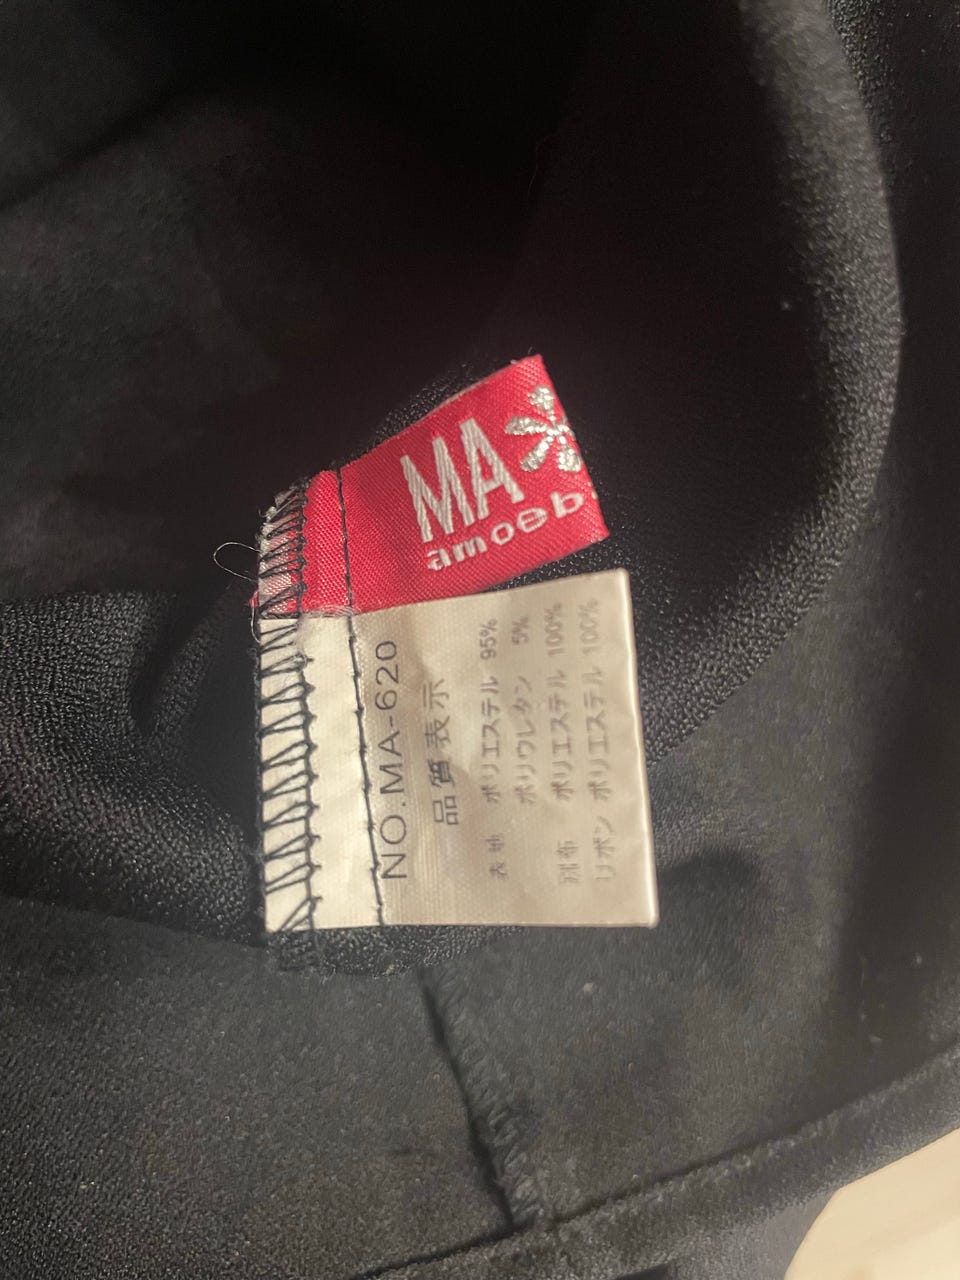 MA*
amoeb
NO.MA-620
品質表示
表地 ポリエステル 95%
ポリウレタン 5%
別布 ポリエステル 100%
リボン ポリエステル 100%